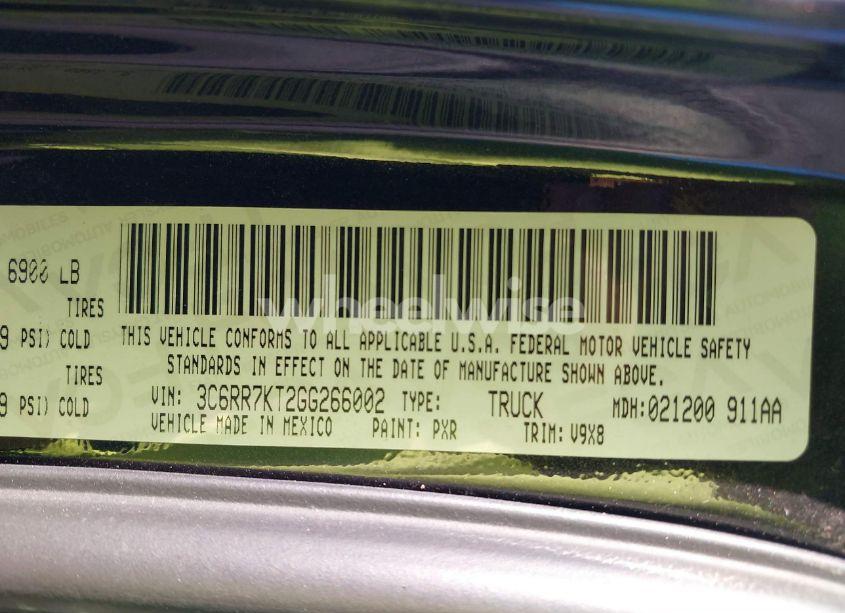 6900 LB
TIRES
9 PSI) COLD
TIRES
9 PSI) COLD
wheelwise
THIS VEHICLE CONFORMS TO ALL APPLICABLE U.S.A. FEDERAL MOTOR VEHICLE SAFETY
STANDARDS IN EFFECT ON THE DATE OF MANUFACTURE SHOWN ABOVE.
VIN: 3C6RR7KT2GG266002 TYPE: TRUCK MDH:021200 911AA
VEHICLE MADE IN MEXICO PAINT: PXR TRIM: V9X8